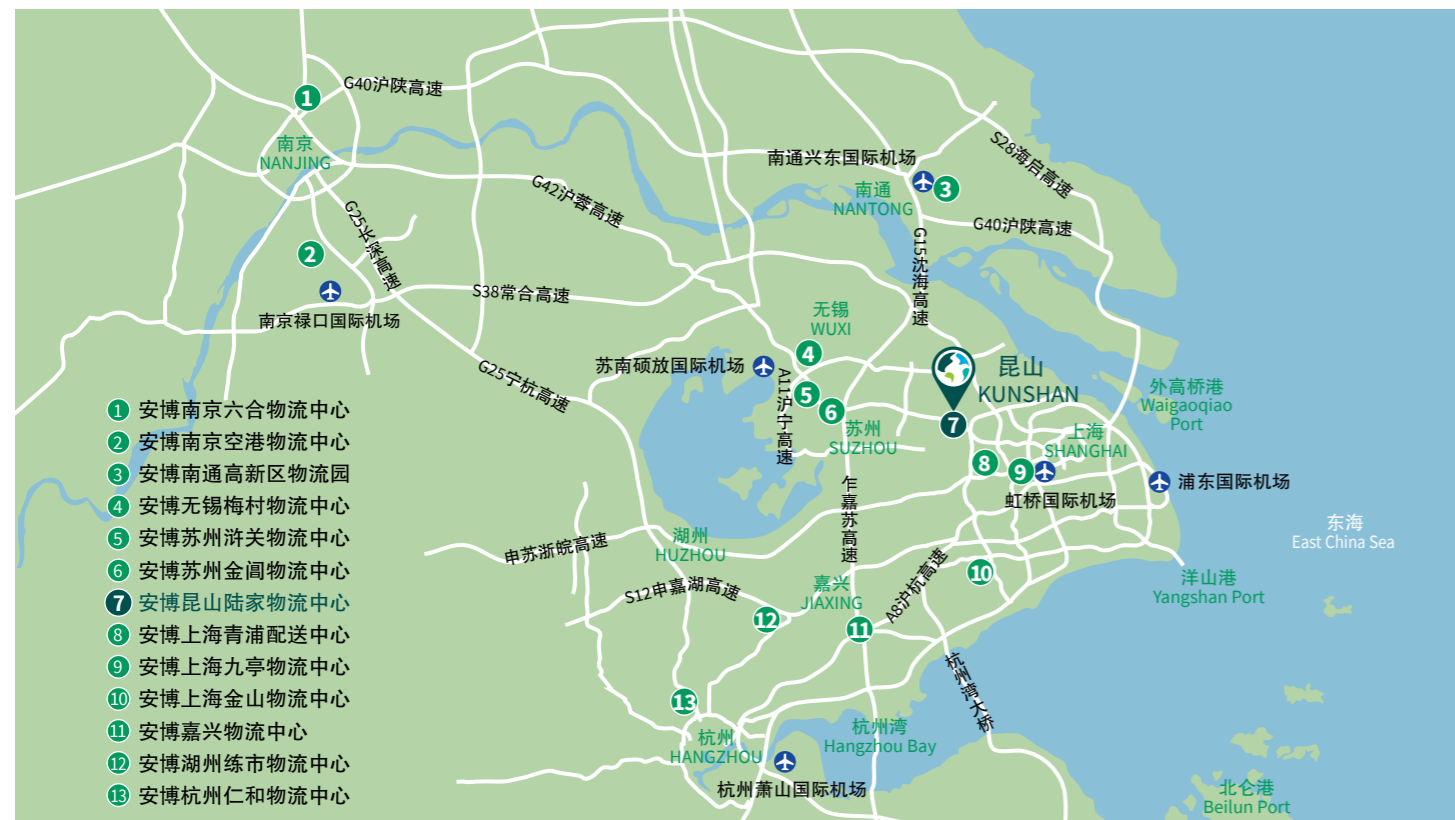 G40沪陕高速
1
南京
NANJING
南通兴东国际机场
S28海启高速
3
南通
NANTONG
G42沪蓉高速
G25长深高速
G40沪陕高速
G15沈海高速
2
S38常合高速
南京禄口国际机场
无锡
WUXI
4
苏南硕放国际机场
A11沪宁高速
昆山
KUNSHAN
G25宁杭高速
5
6
7
外高桥港
Waigaoqiao
Port
苏州
SUZHOU
上海
SHANGHAI
8
9
虹桥国际机场
浦东国际机场
乍嘉苏高速
东海
East China Sea
湖州
HUZHOU
申苏浙皖高速
S12申嘉湖高速
嘉兴
JIAXING
A8沪杭高速
10
洋山港
Yangshan Port
12
11
杭州湾大桥
13
杭州
HANGZHOU
杭州湾
Hangzhou Bay
杭州萧山国际机场
北仑港
Beilun Port
1 安博南京六合物流中心
2 安博南京空港物流中心
3 安博南通高新区物流园
4 安博无锡梅村物流中心
5 安博苏州浒关物流中心
6 安博苏州金阊物流中心
7 安博昆山陆家物流中心
8 安博上海青浦配送中心
9 安博上海九亭物流中心
10 安博上海金山物流中心
11 安博嘉兴物流中心
12 安博湖州练市物流中心
13 安博杭州仁和物流中心